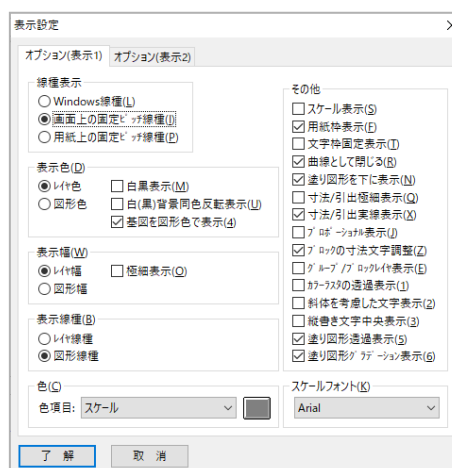 表示設定
オプション(表示1) オプション(表示2)
線種表示
Windows線種(L)
画面上の固定ピッチ線種(I)
用紙上の固定ピッチ線種(P)
表示色(D)
レイヤ色 白黒表示(M)
図形色 白(黒)背景同色反転表示(U)
基図を図形色で表示(4)
表示幅(W)
レイヤ幅 極細表示(O)
図形幅
表示線種(B)
レイヤ線種
図形線種
色(C)
色項目: スケール
その他
スケール表示(S)
用紙枠表示(F)
文字枠固定表示(T)
曲線として閉じる(R)
塗り図形を下に表示(N)
寸法/引出極細表示(Q)
寸法/引出実線表示(X)
プロポーショナル表示(J)
ブロックの寸法文字調整(Z)
グループ/ブロックレイヤ表示(E)
カラーラスタの透過表示(1)
斜体を考慮した文字表示(2)
縦書き文字中央表示(3)
塗り図形透過表示(5)
塗り図形グラデーション表示(6)
スケールフォント(K)
Arial
了 解 取 消